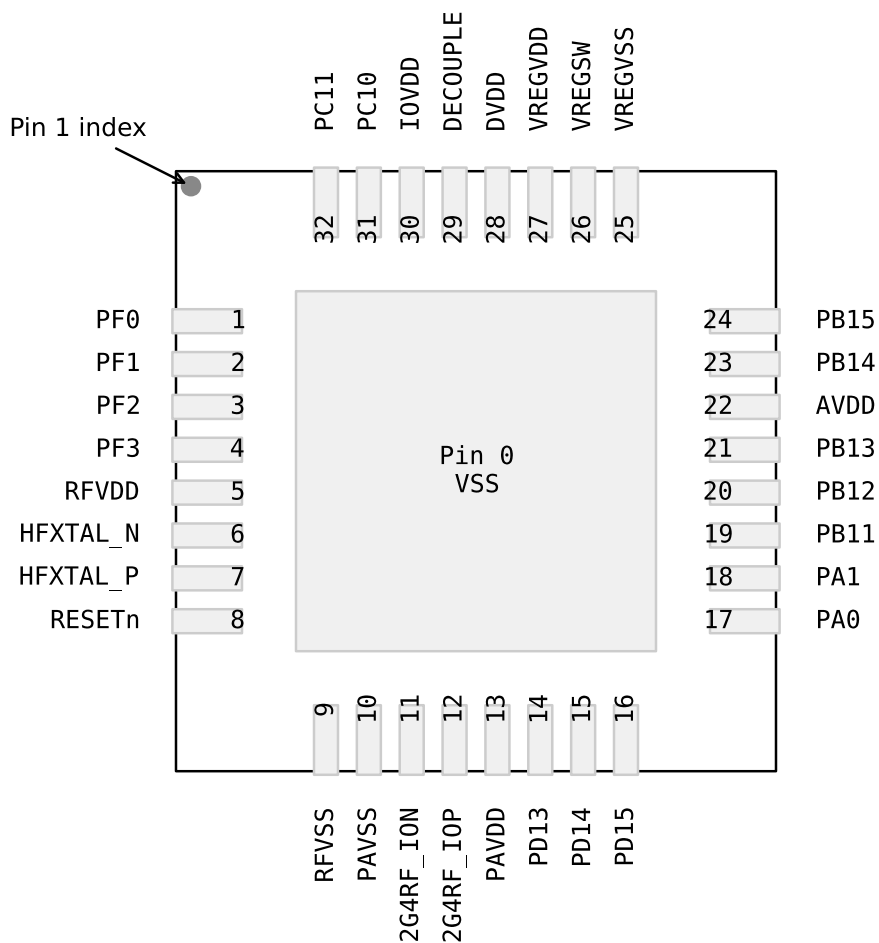 PC11
PC10
IOVDD
DECOUPLE
DVDD
VREGVDD
VREGSW
VREGVSS
Pin 1 index
32
31
30
29
28
27
26
25
PF0 1
PF1 2
PF2 3
PF3 4
RFVDD 5
HFXTAL_N 6
HFXTAL_P 7
RESETn 8
Pin 0
VSS
24 PB15
23 PB14
22 AVDD
21 PB13
20 PB12
19 PB11
18 PA1
17 PA0
9
10
11
12
13
14
15
16
RFVSS
PAVSS
2G4RF_ION
2G4RF_IOP
PAVDD
PD13
PD14
PD15